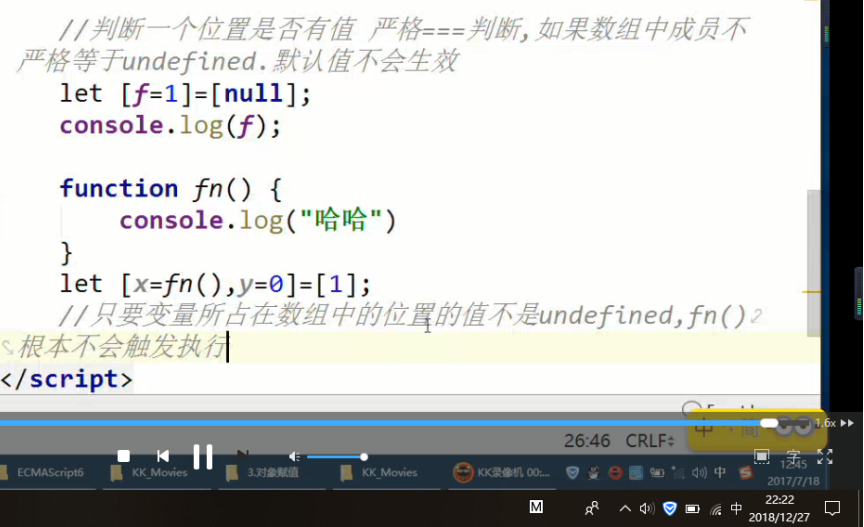 //判断一个位置是否有值 严格===判断,如果数组中成员不
严格等于undefined.默认值不会生效
let [f=1]=[null];
console.log(f);
function fn() {
console.log("哈哈")
}
let [x=fn(),y=0]=[1];
//只要变量所占在数组中的位置的值不是undefined,fn()
根本不会触发执行
</script>
1.6x
中 简
26:46 CRLF
字
ECMAScript6 KK_Movies 3.对象赋值 KK_Movies KK录像机 00:... 中 12:45
2017/7/18
M 中 22:22
2018/12/27